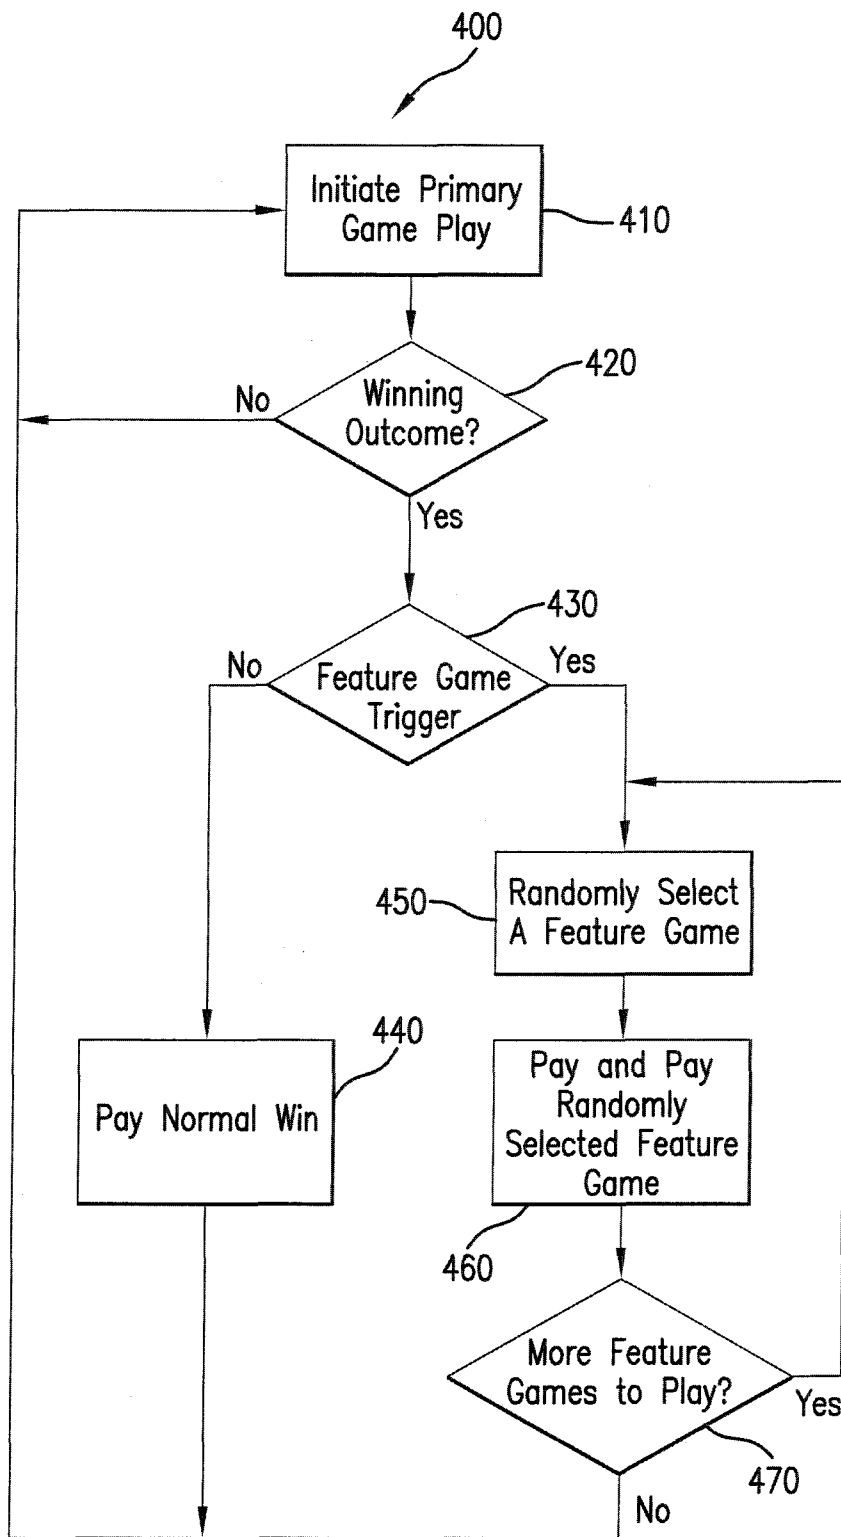 400
Initiate Primary
Game Play
410
420
No
Winning
Outcome?
Yes
430
No
Yes
Feature Game
Trigger
450
Randomly Select
A Feature Game
440
Pay Normal Win
Pay and Pay
Randomly
Selected Feature
Game
460
More Feature
Games to Play?
Yes
470
No